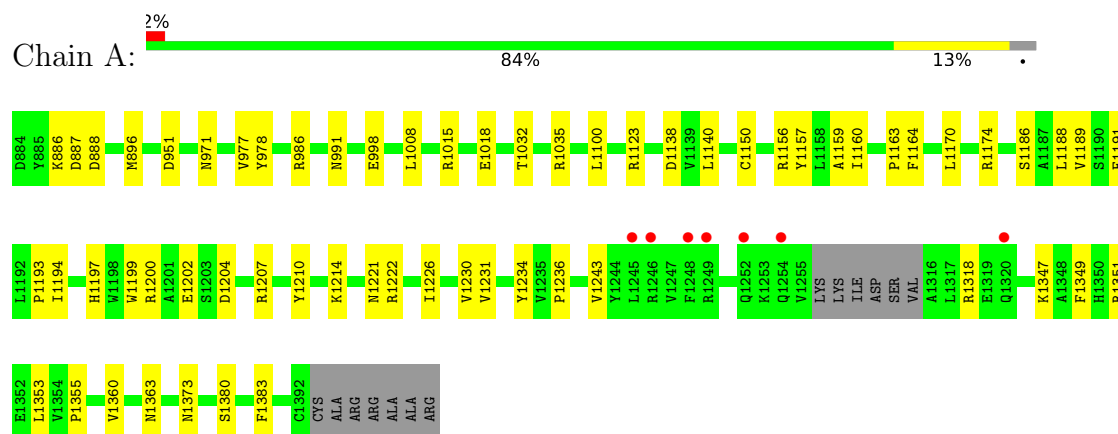 2%
Chain A:
84% 13% •
D884 Y885 K886 D887 D888 M896 D951 N971 V977 Y978 R986 N991 E998 L1008 R1015 E1018 T1032 R1035 L1100 R1123 D1138 V1139 L1140 C1150 R1156 Y1157 L1158 A1159 I1160 P1163 F1164 L1170 R1174 S1186 A1187 L1188 V1189 S1190
L1192 P1193 I1194 H1197 W1198 W1199 R1200 A1201 E1202 S1203 D1204 R1207 Y1210 K1214 N1221 R1222 I1226 V1230 V1231 Y1234 V1235 P1236 V1243 Y1244 L1245 R1246 V1247 F1248 R1249 Q1252 K1253 Q1254 V1255 LYS LYS ILE ASP SER VAL A1316 L1317 R1318 E1319 Q1320 K1347 A1348 F1349 H1350
E1352 L1353 V1354 P1355 V1360 N1363 N1373 S1380 F1383 C1392 CYS ALA ARG ARG ALA ALA ARG